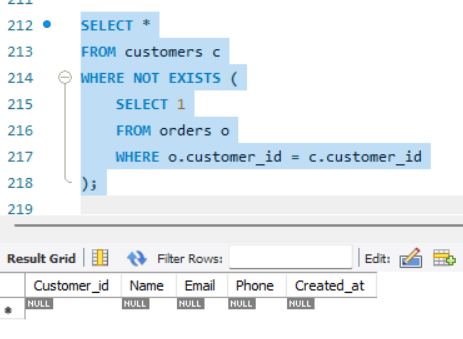 211
212 SELECT *
213 FROM customers c
214 WHERE NOT EXISTS (
215 SELECT 1
216 FROM orders o
217 WHERE o.customer_id = c.customer_id
218 );
219
Result Grid Filter Rows: Edit:
Customer_id Name Email Phone Created_at
* NULL NULL NULL NULL NULL